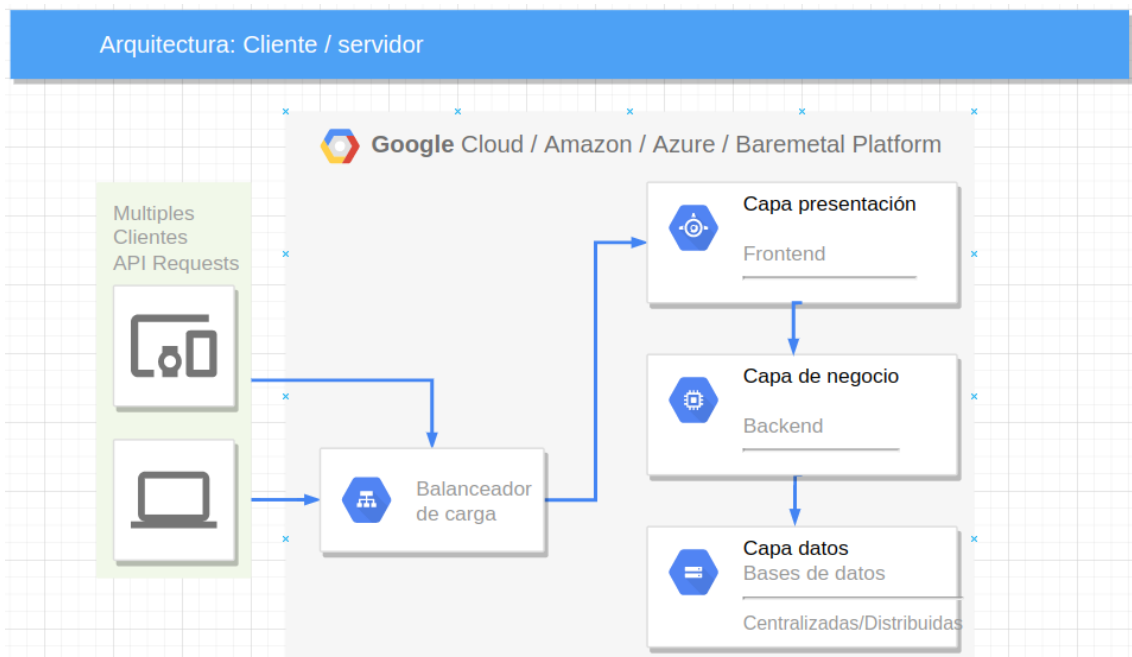 Arquitectura: Cliente / servidor
Google Cloud / Amazon / Azure / Baremetal Platform
Multiples
Clientes
API Requests
Balanceador
de carga
Capa presentación
Frontend
Capa de negocio
Backend
Capa datos
Bases de datos
Centralizadas/Distribuidas